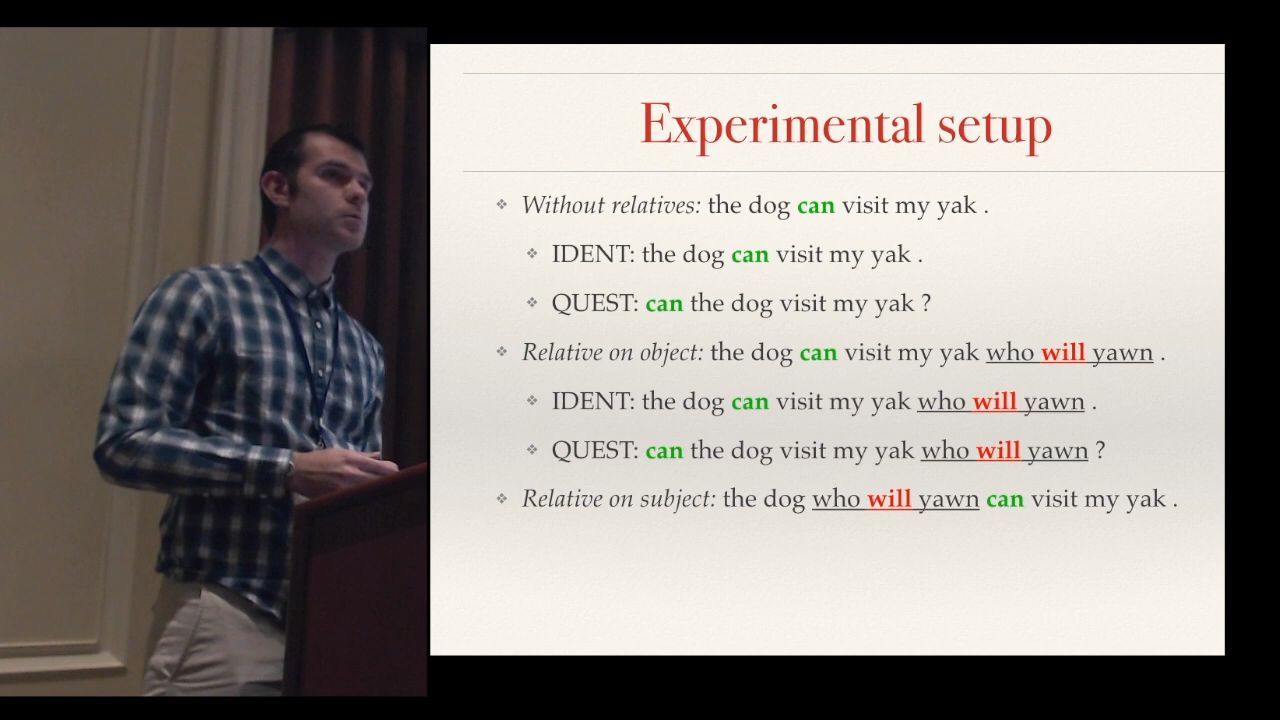 Experimental setup
Without relatives: the dog can visit my yak .
IDENT: the dog can visit my yak .
QUEST: can the dog visit my yak ?
Relative on object: the dog can visit my yak who will yawn .
IDENT: the dog can visit my yak who will yawn .
QUEST: can the dog visit my yak who will yawn ?
Relative on subject: the dog who will yawn can visit my yak .